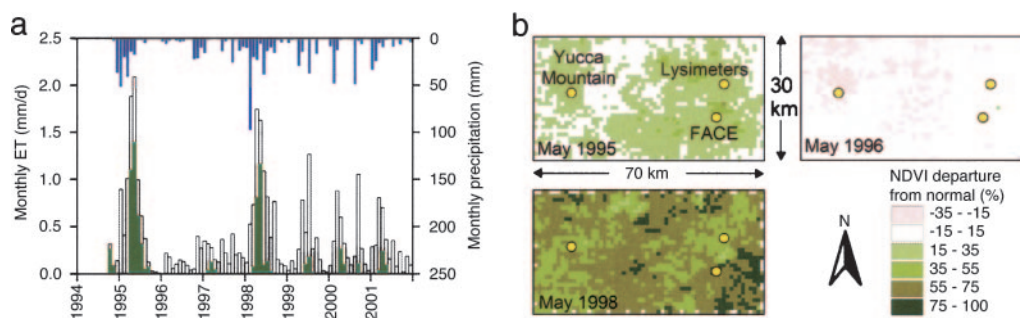 a
2.5
2.0
1.5
1.0
0.5
0.0
Monthly ET (mm/d)
0
50
100
150
200
250
Monthly precipitation (mm)
1994
1995
1996
1997
1998
1999
2000
2001
b
Yucca
Mountain
Lysimeters
FACE
May 1995
30
km
70 km
May 1996
May 1998
N
NDVI departure
from normal (%)
-35 - -15
-15 - 15
15 - 35
35 - 55
55 - 75
75 - 100